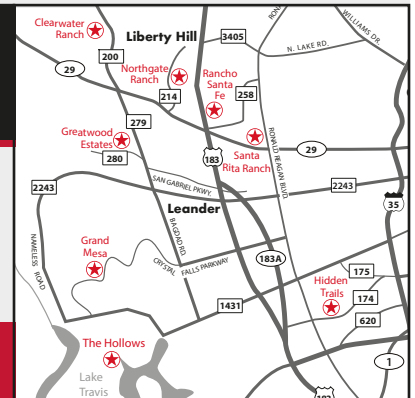 Clearwater
Ranch
RON
WILLIAMS DR.
Liberty Hill
3405
N. LAKE RD.
200
29
Northgate
Ranch
Rancho
Santa
Fe
214
258
279
Greatwood
Estates
280
183
Santa
Rita Ranch
29
RONALD REAGAN BLVD.
2243
SAN GABRIEL PKWY.
2243
35
Leander
NAMELESS ROAD
BAGDAD RD.
Grand
Mesa
CRYSTAL FALLS PARKWAY
183A
175
Hidden
Trails
174
1431
620
The Hollows
1
Lake
Travis
183